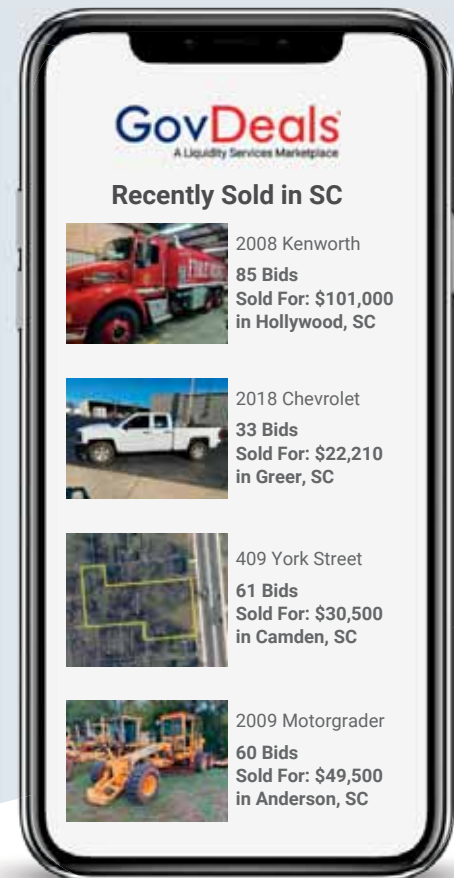 GovDeals
A Liquidity Services Marketplace
Recently Sold in SC
2008 Kenworth
85 Bids
Sold For: $101,000
in Hollywood, SC
2018 Chevrolet
33 Bids
Sold For: $22,210
in Greer, SC
409 York Street
61 Bids
Sold For: $30,500
in Camden, SC
2009 Motorgrader
60 Bids
Sold For: $49,500
in Anderson, SC